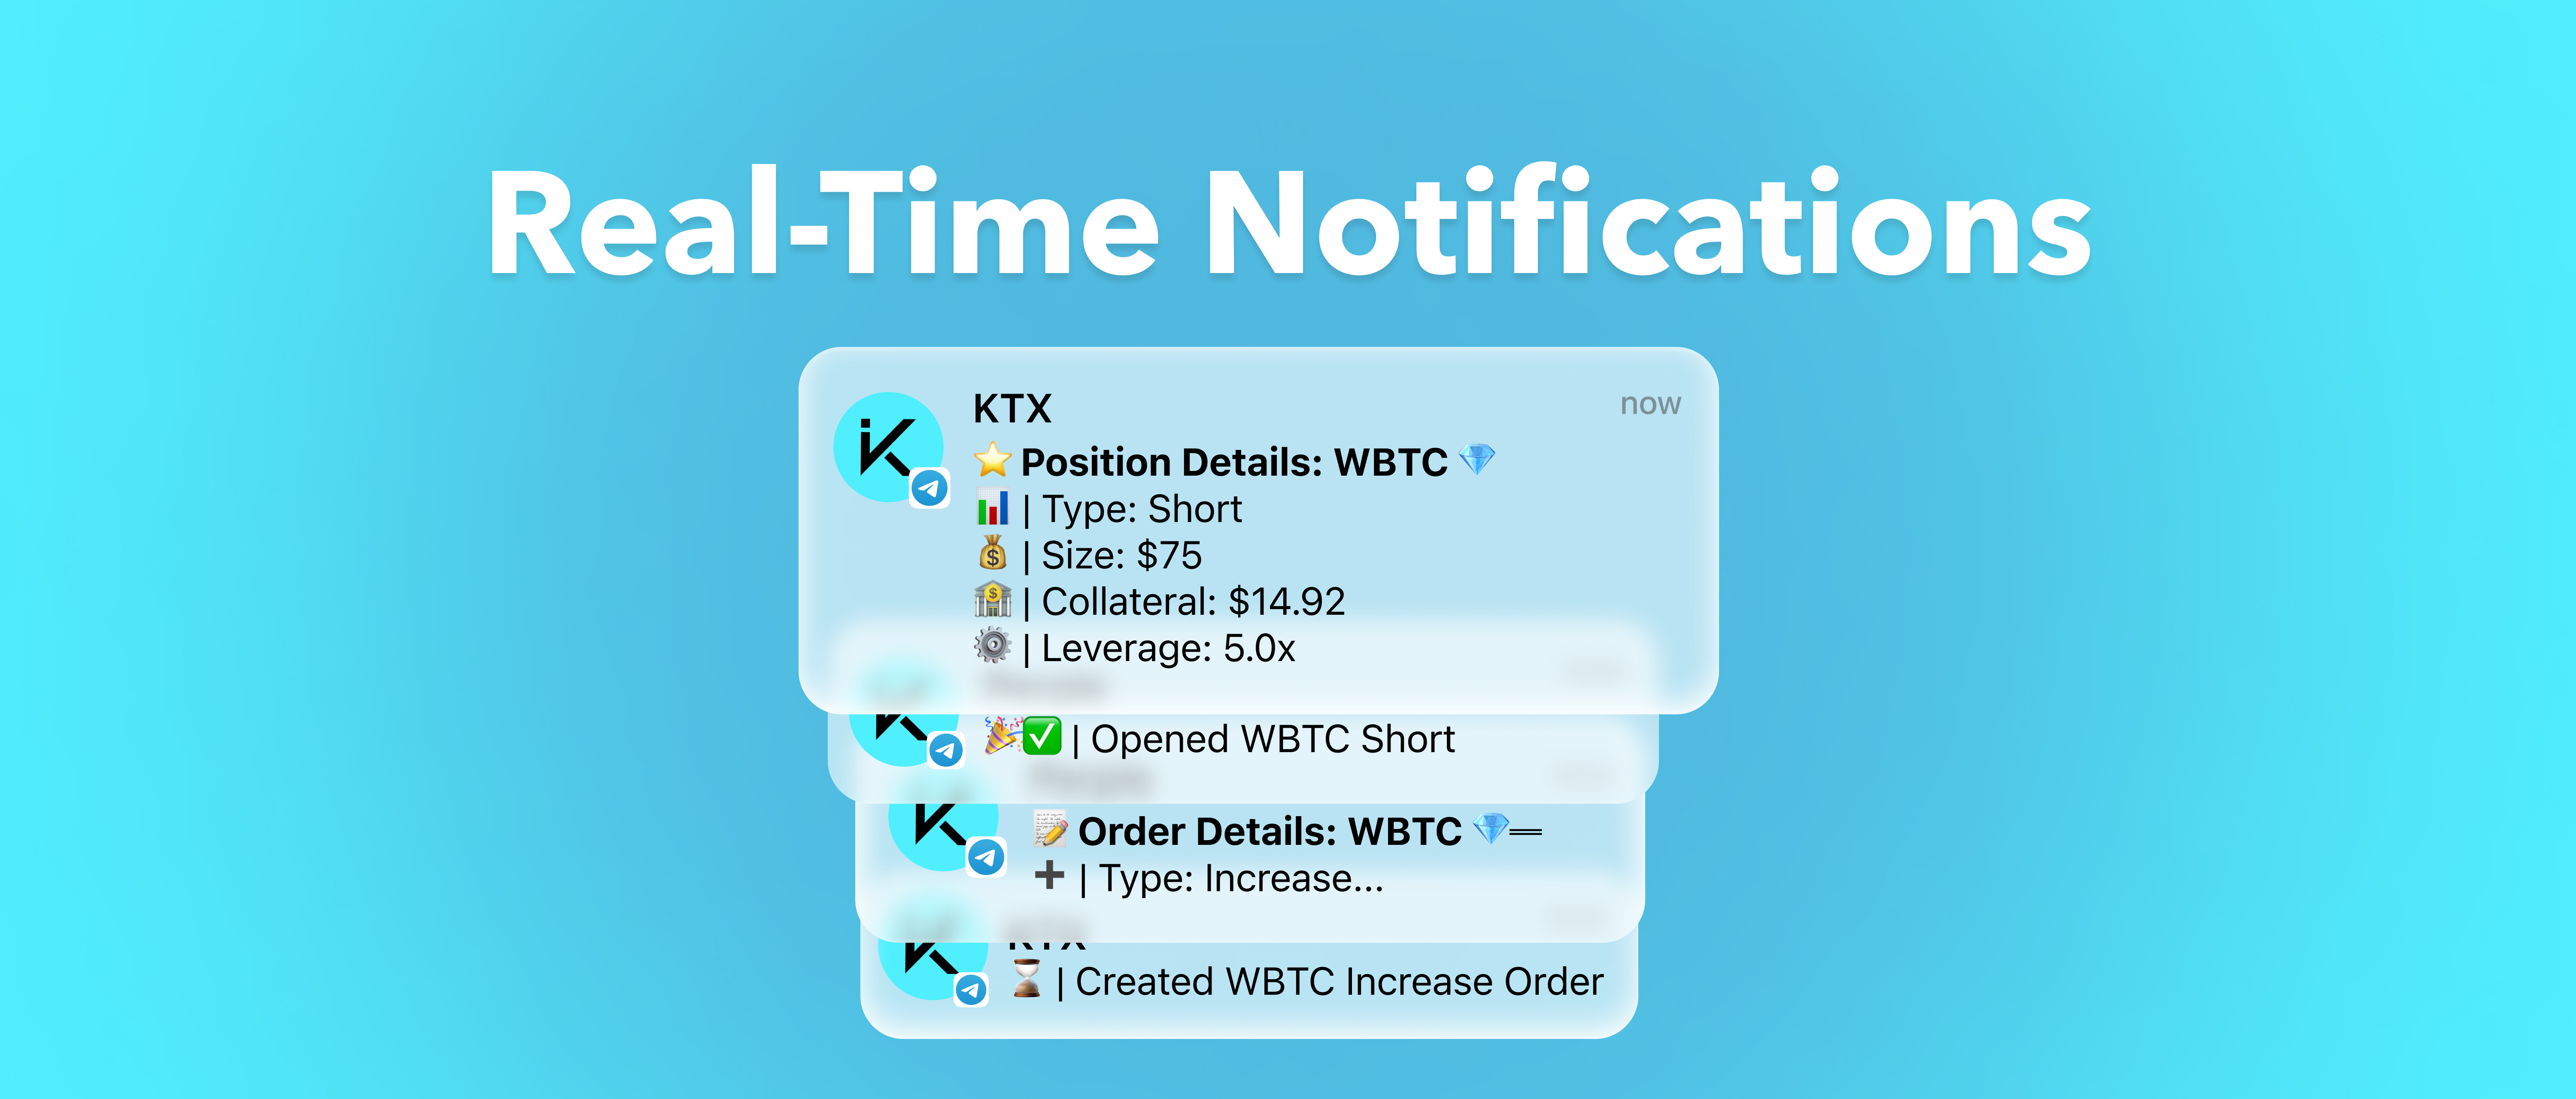 Real-Time Notifications
KTX
now
⭐ Position Details: WBTC 💎
📊 | Type: Short
💰 | Size: $75
🏦 | Collateral: $14.92
⚙️ | Leverage: 5.0x
🎉✅ | Opened WBTC Short
📝 Order Details: WBTC 💎═
➕ | Type: Increase...
KTX
⏳ | Created WBTC Increase Order